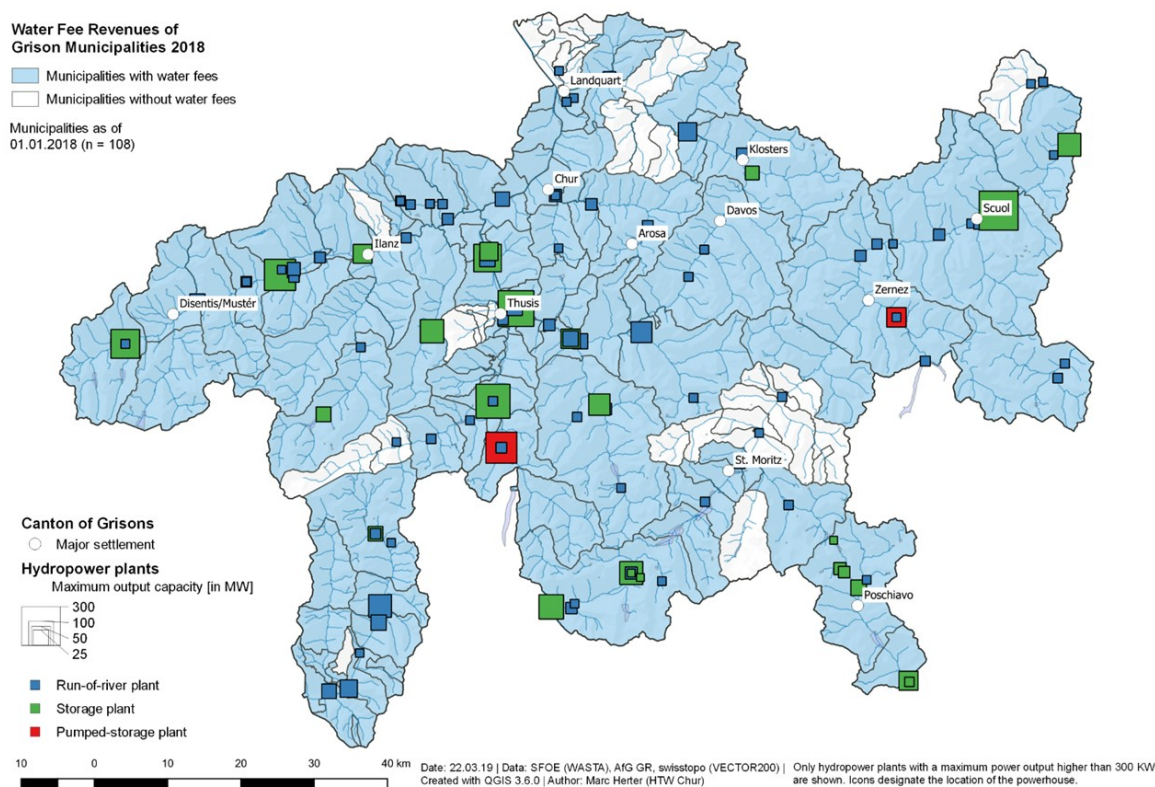 Water Fee Revenues of
Grison Municipalities 2018
Municipalities with water fees
Municipalities without water fees
Municipalities as of
01.01.2018 (n = 108)
Landquart
Klosters
Chur
Davos
Scuol
Arosa
Ilanz
Zernez
Disentis/Mustér
Thusis
St. Moritz
Poschiavo
Canton of Grisons
Major settlement
Hydropower plants
Maximum output capacity [in MW]
300
100
50
25
Run-of-river plant
Storage plant
Pumped-storage plant
10 0 10 20 30 40 km
Date: 22.03.19 | Data: SFOE (WASTA), AfG GR, swisstopo (VECTOR200) |
Created with QGIS 3.6.0 | Author: Marc Herter (HTW Chur)
Only hydropower plants with a maximum power output higher than 300 KW
are shown. Icons designate the location of the powerhouse.